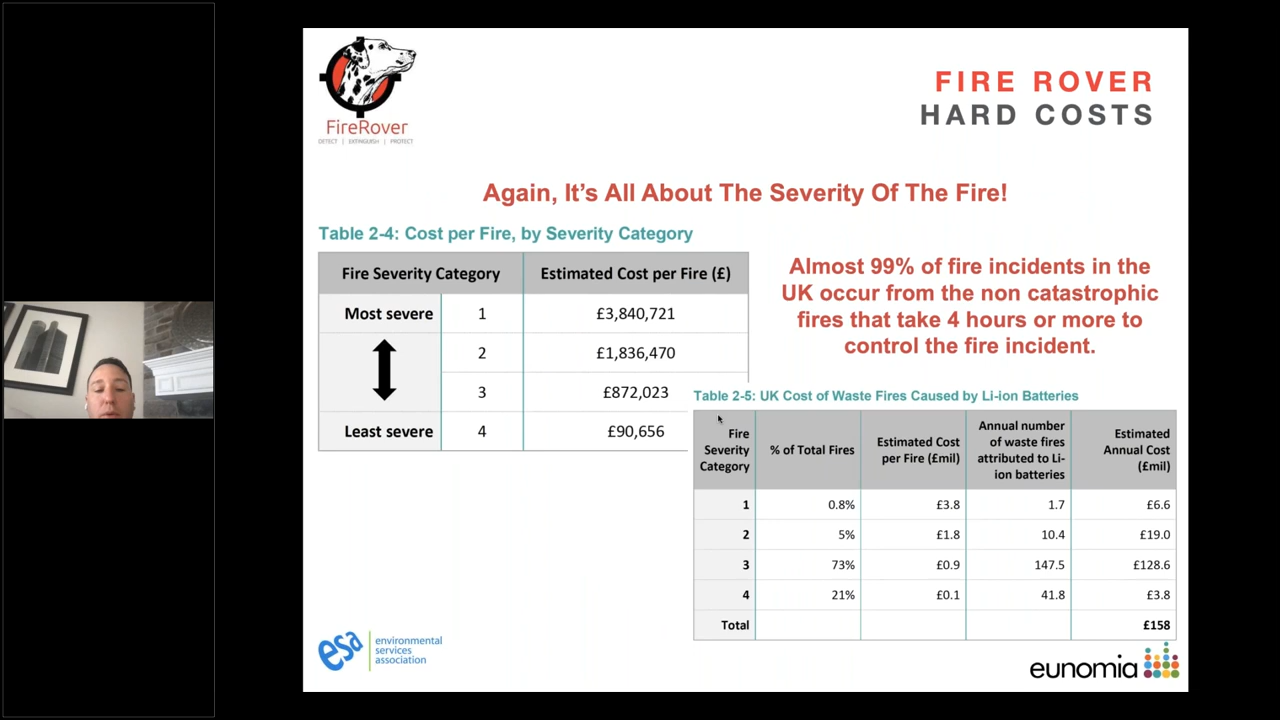 FireRover
DETECT | EXTINGUISH | PROTECT
FIRE ROVER
HARD COSTS
Again, It's All About The Severity Of The Fire!
Table 2-4: Cost per Fire, by Severity Category
Fire Severity Category Estimated Cost per Fire (£)
Most severe 1 £3,840,721
2 £1,836,470
3 £872,023
Least severe 4 £90,656
Almost 99% of fire incidents in the
UK occur from the non catastrophic
fires that take 4 hours or more to
control the fire incident.
Table 2-5: UK Cost of Waste Fires Caused by Li-ion Batteries
Fire
Severity
Category
% of Total Fires
Estimated Cost
per Fire (£mil)
Annual number
of waste fires
attributed to Li-
ion batteries
Estimated
Annual Cost
(£mil)
1 0.8% £3.8 1.7 £6.6
2 5% £1.8 10.4 £19.0
3 73% £0.9 147.5 £128.6
4 21% £0.1 41.8 £3.8
Total £158
esa
environmental
services
association
eunomia